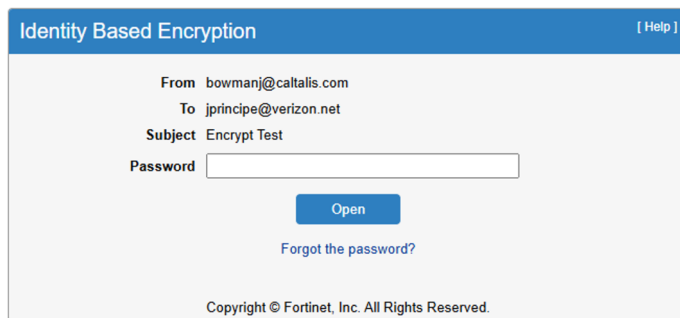 Identity Based Encryption [ Help ]
From bowmanj@caltalis.com
To jprincipe@verizon.net
Subject Encrypt Test
Password
Open
Forgot the password?
Copyright © Fortinet, Inc. All Rights Reserved.